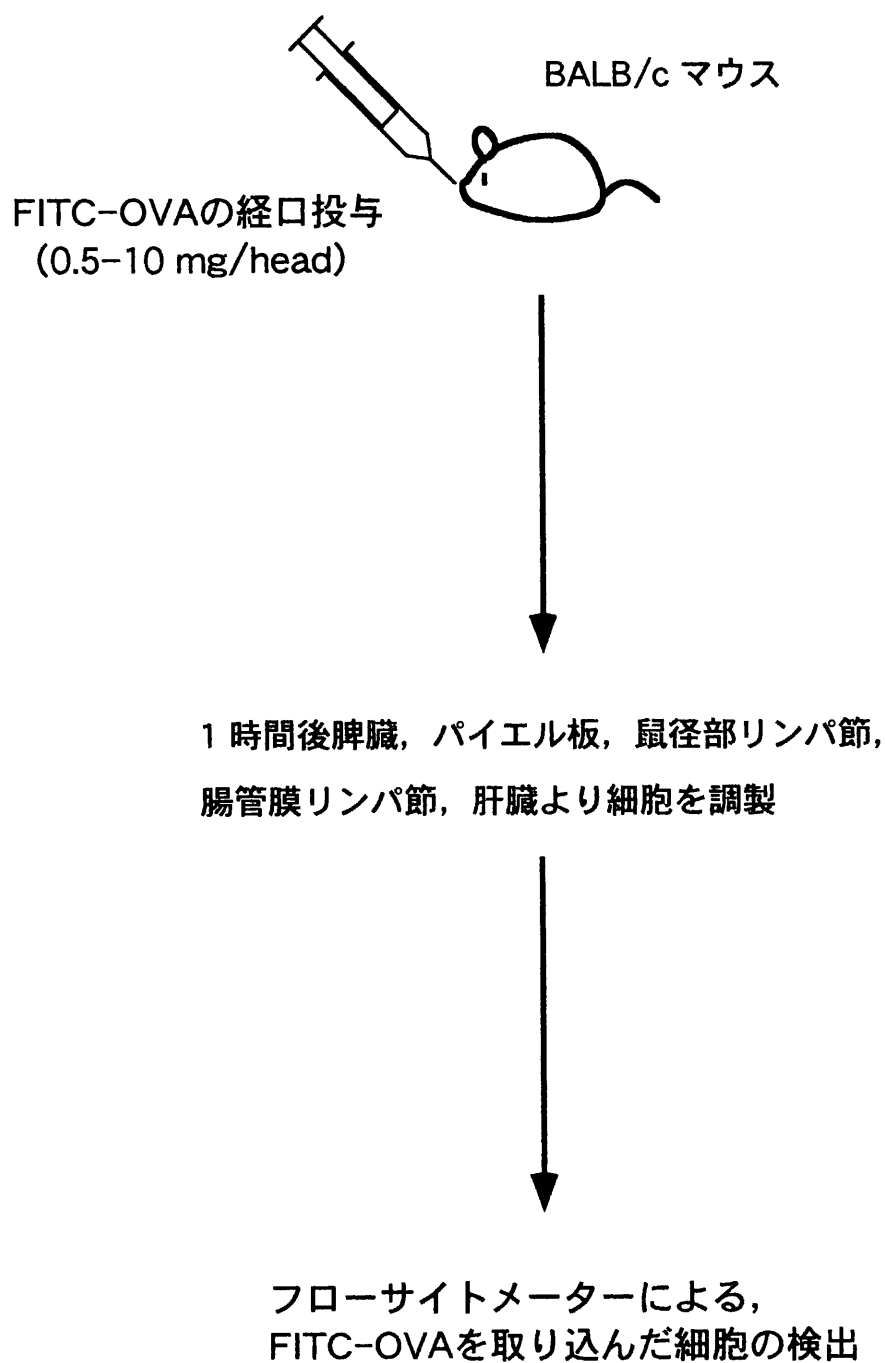 BALB/c マウス
FITC-OVAの経口投与
(0.5-10 mg/head)
1 時間後脾臓, パイエル板, 鼠径部リンパ節,
腸管膜リンパ節, 肝臓より細胞を調製
フローサイトメーターによる,
FITC-OVAを取り込んだ細胞の検出